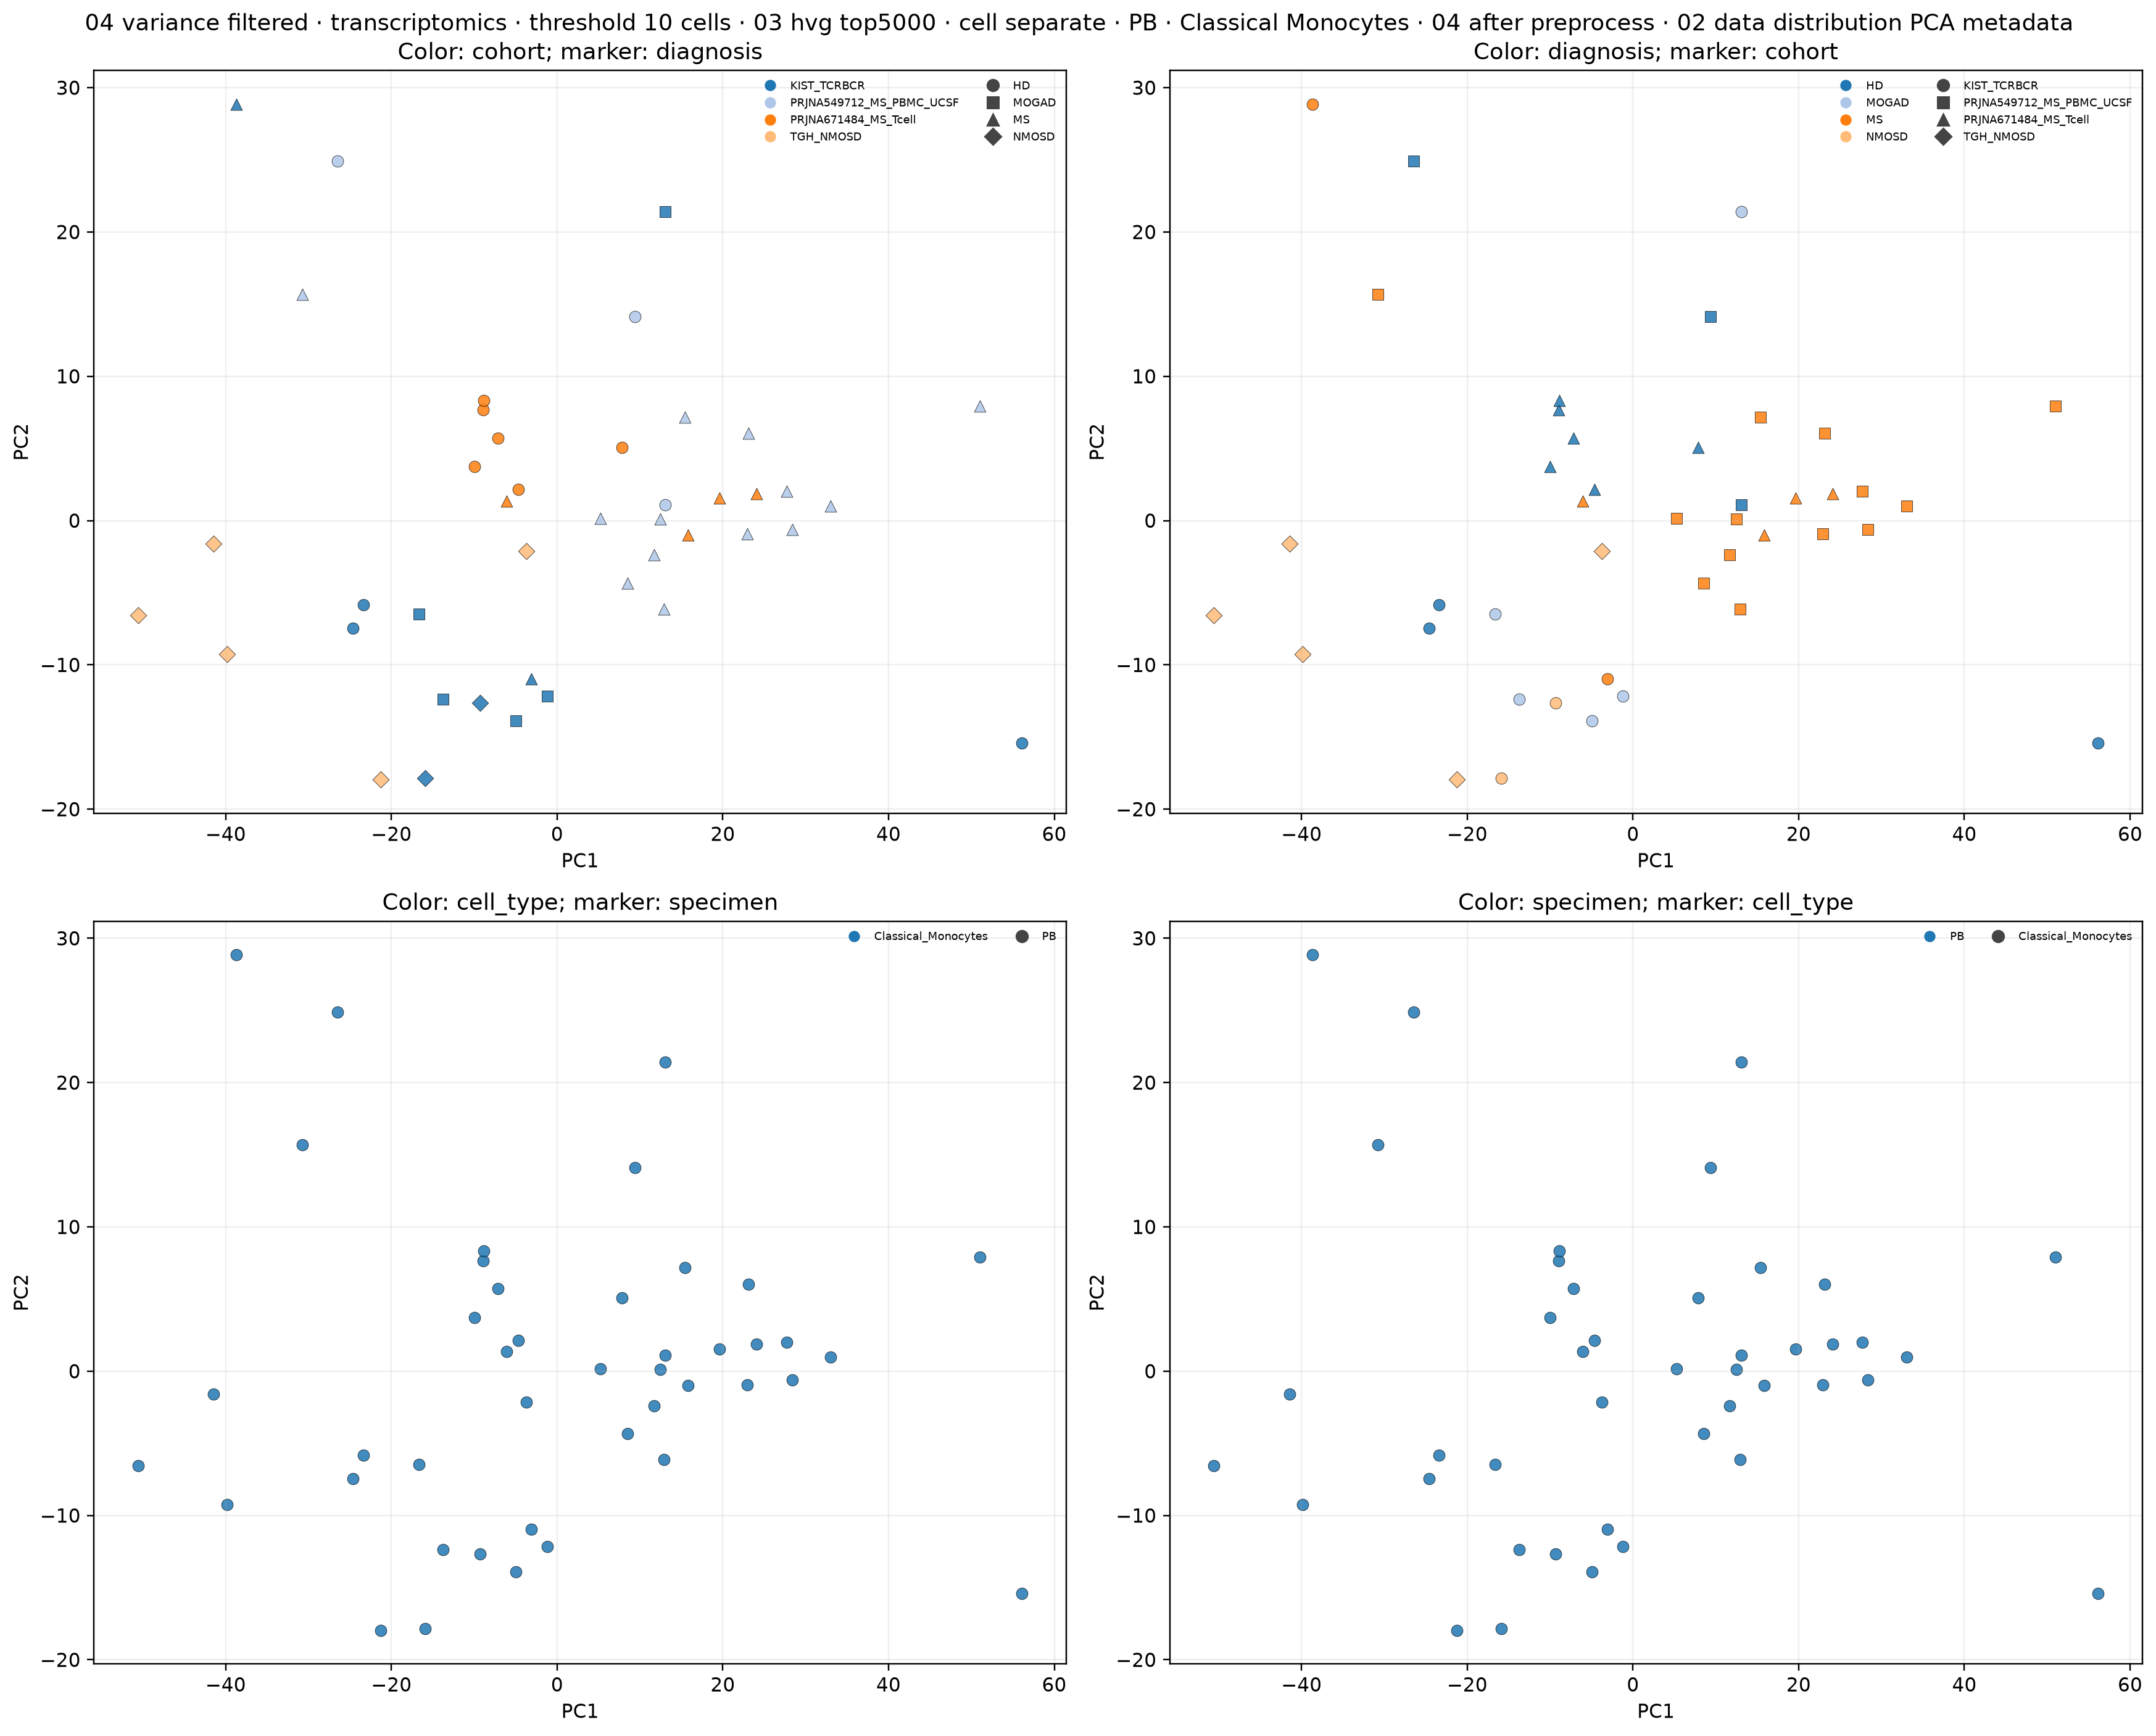 04 variance filtered · transcriptomics · threshold 10 cells · 03 hvg top5000 · cell separate · PB · Classical Monocytes · 04 after preprocess · 02 data distribution PCA metadata
Color: cohort; marker: diagnosis
KIST_TCRBCR
PRJNA549712_MS_PBMC_UCSF
PRJNA671484_MS_Tcell
TGH_NMOSD
HD
MOGAD
MS
NMOSD
30
20
10
0
−10
−20
PC2
−40
−20
0
20
40
60
PC1
Color: diagnosis; marker: cohort
HD
MOGAD
MS
NMOSD
KIST_TCRBCR
PRJNA549712_MS_PBMC_UCSF
PRJNA671484_MS_Tcell
TGH_NMOSD
30
20
10
0
−10
−20
PC2
−40
−20
0
20
40
60
PC1
Color: cell_type; marker: specimen
Classical_Monocytes
PB
30
20
10
0
−10
−20
PC2
−40
−20
0
20
40
60
PC1
Color: specimen; marker: cell_type
PB
Classical_Monocytes
30
20
10
0
−10
−20
PC2
−40
−20
0
20
40
60
PC1